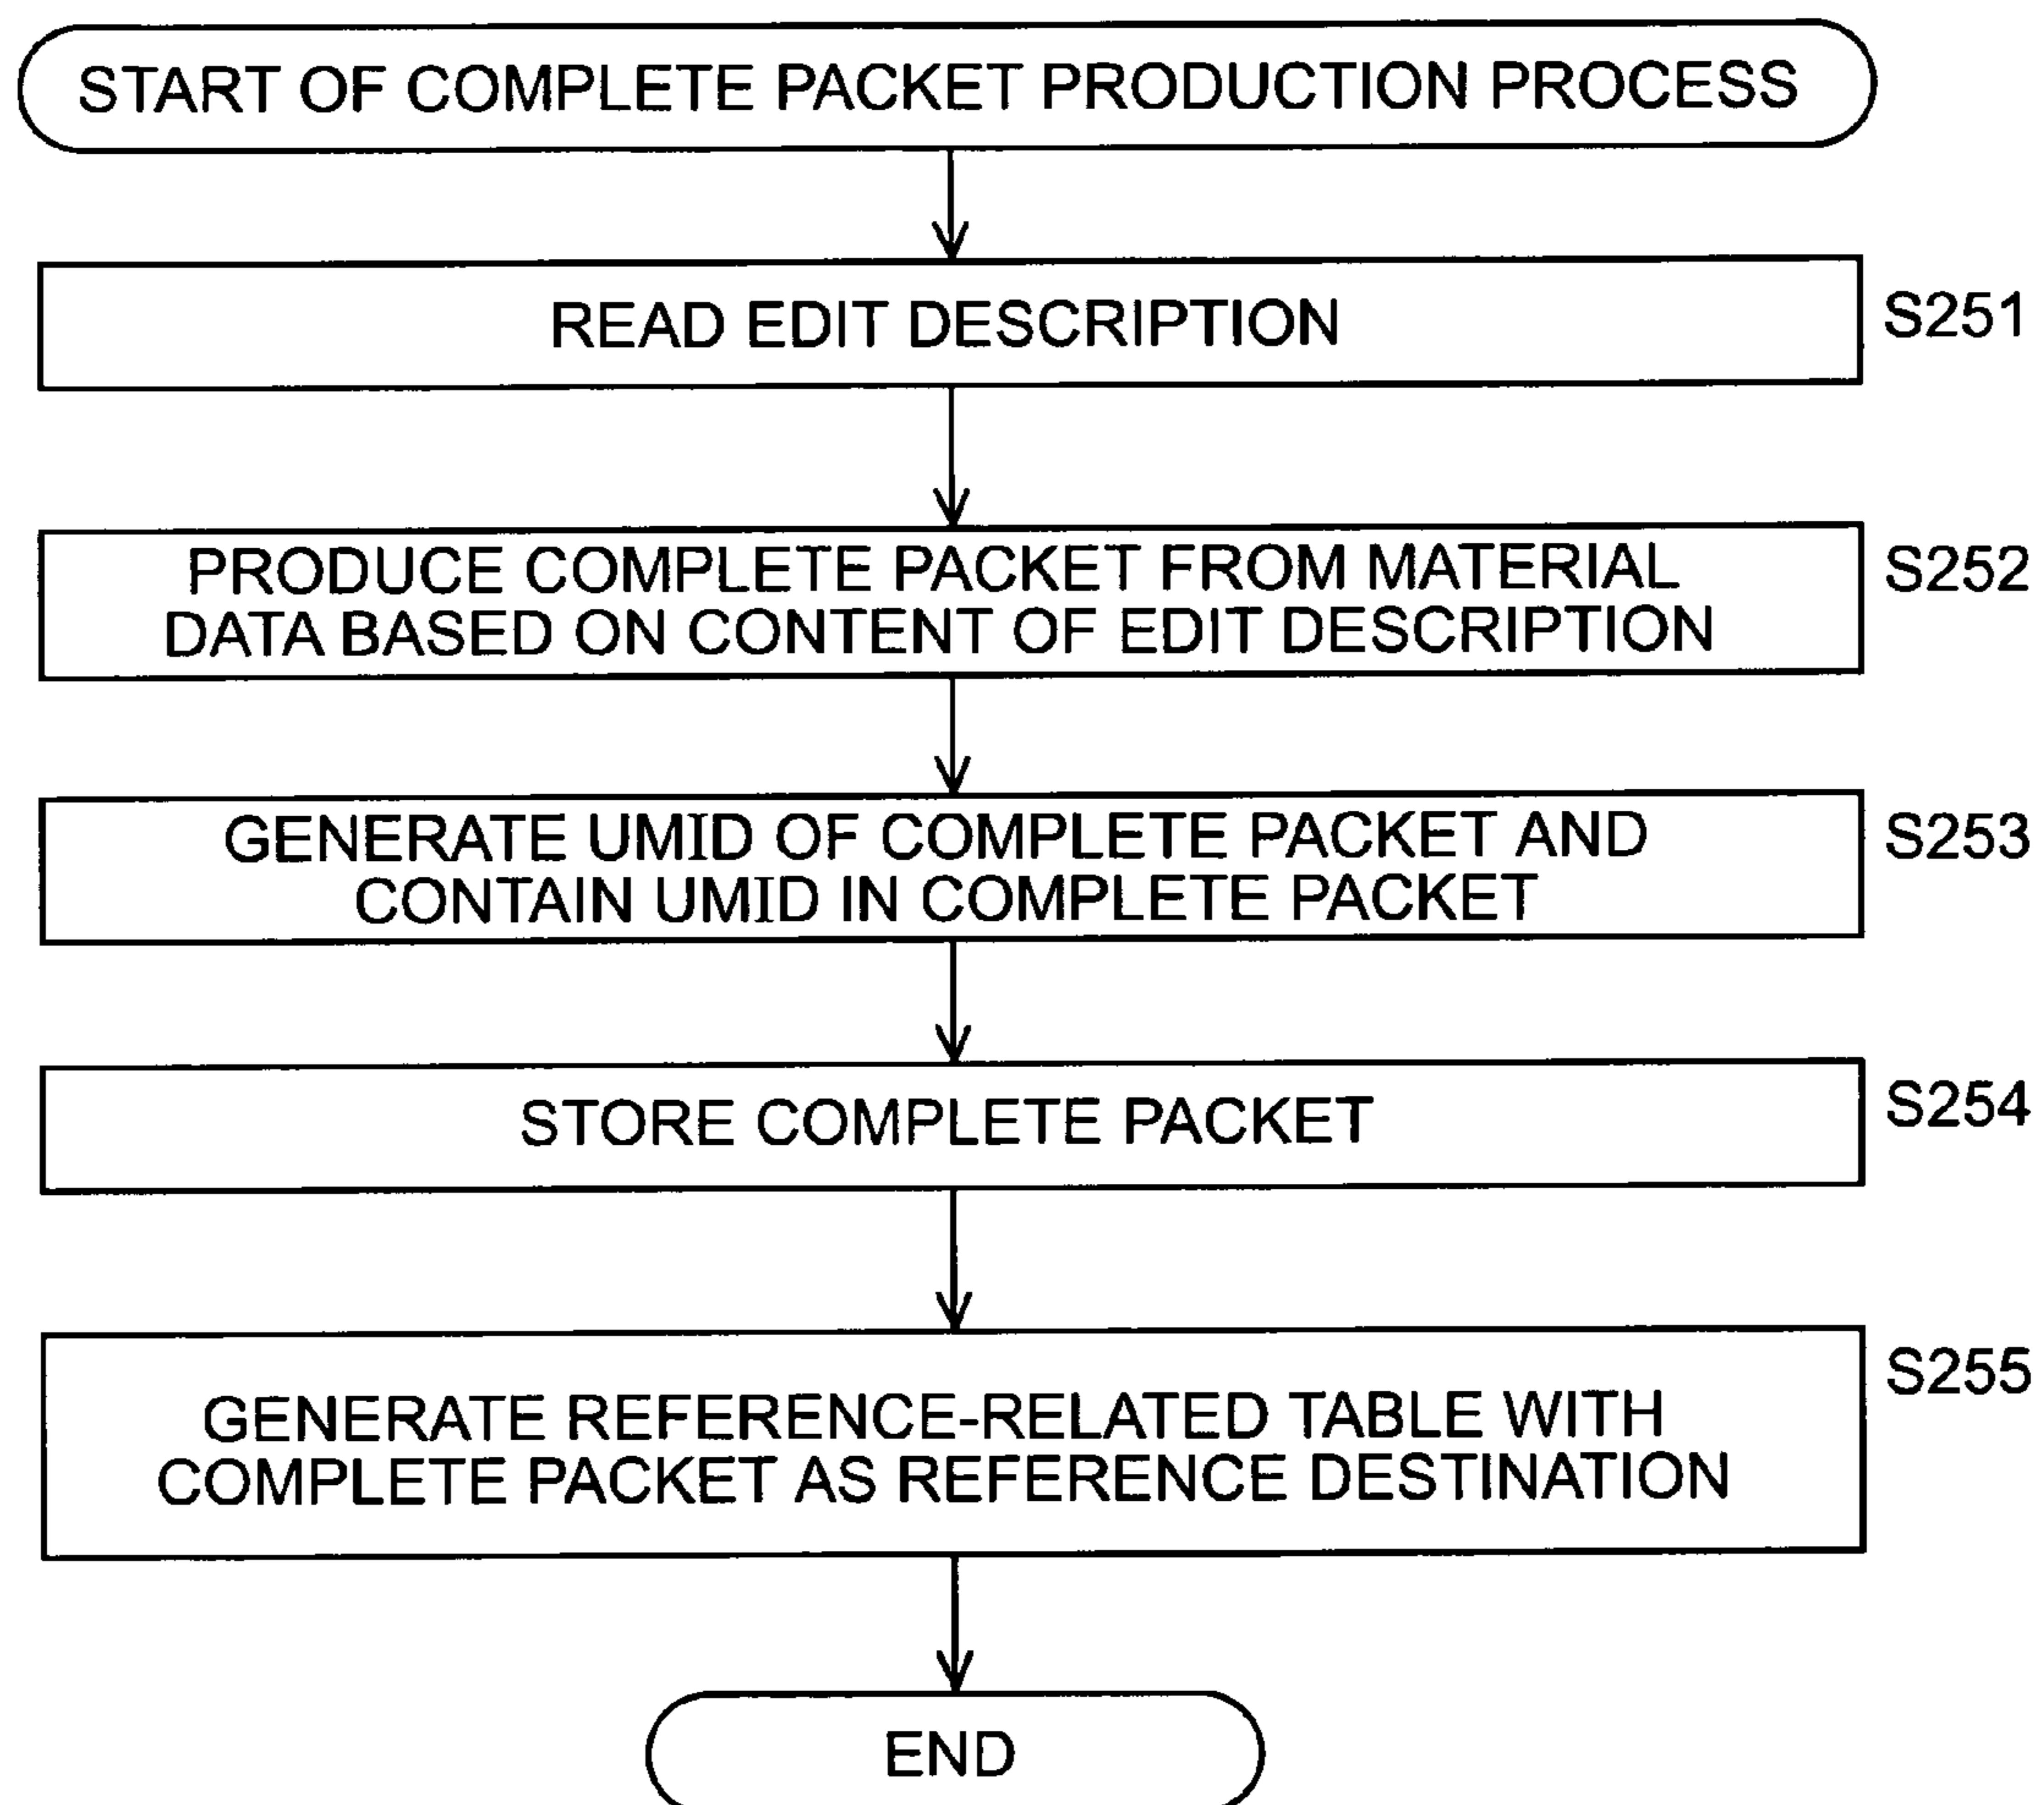 START OF COMPLETE PACKET PRODUCTION PROCESS
READ EDIT DESCRIPTION
S251
PRODUCE COMPLETE PACKET FROM MATERIAL
DATA BASED ON CONTENT OF EDIT DESCRIPTION
S252
GENERATE UMID OF COMPLETE PACKET AND
CONTAIN UMID IN COMPLETE PACKET
S253
STORE COMPLETE PACKET
S254
GENERATE REFERENCE-RELATED TABLE WITH
COMPLETE PACKET AS REFERENCE DESTINATION
S255
END